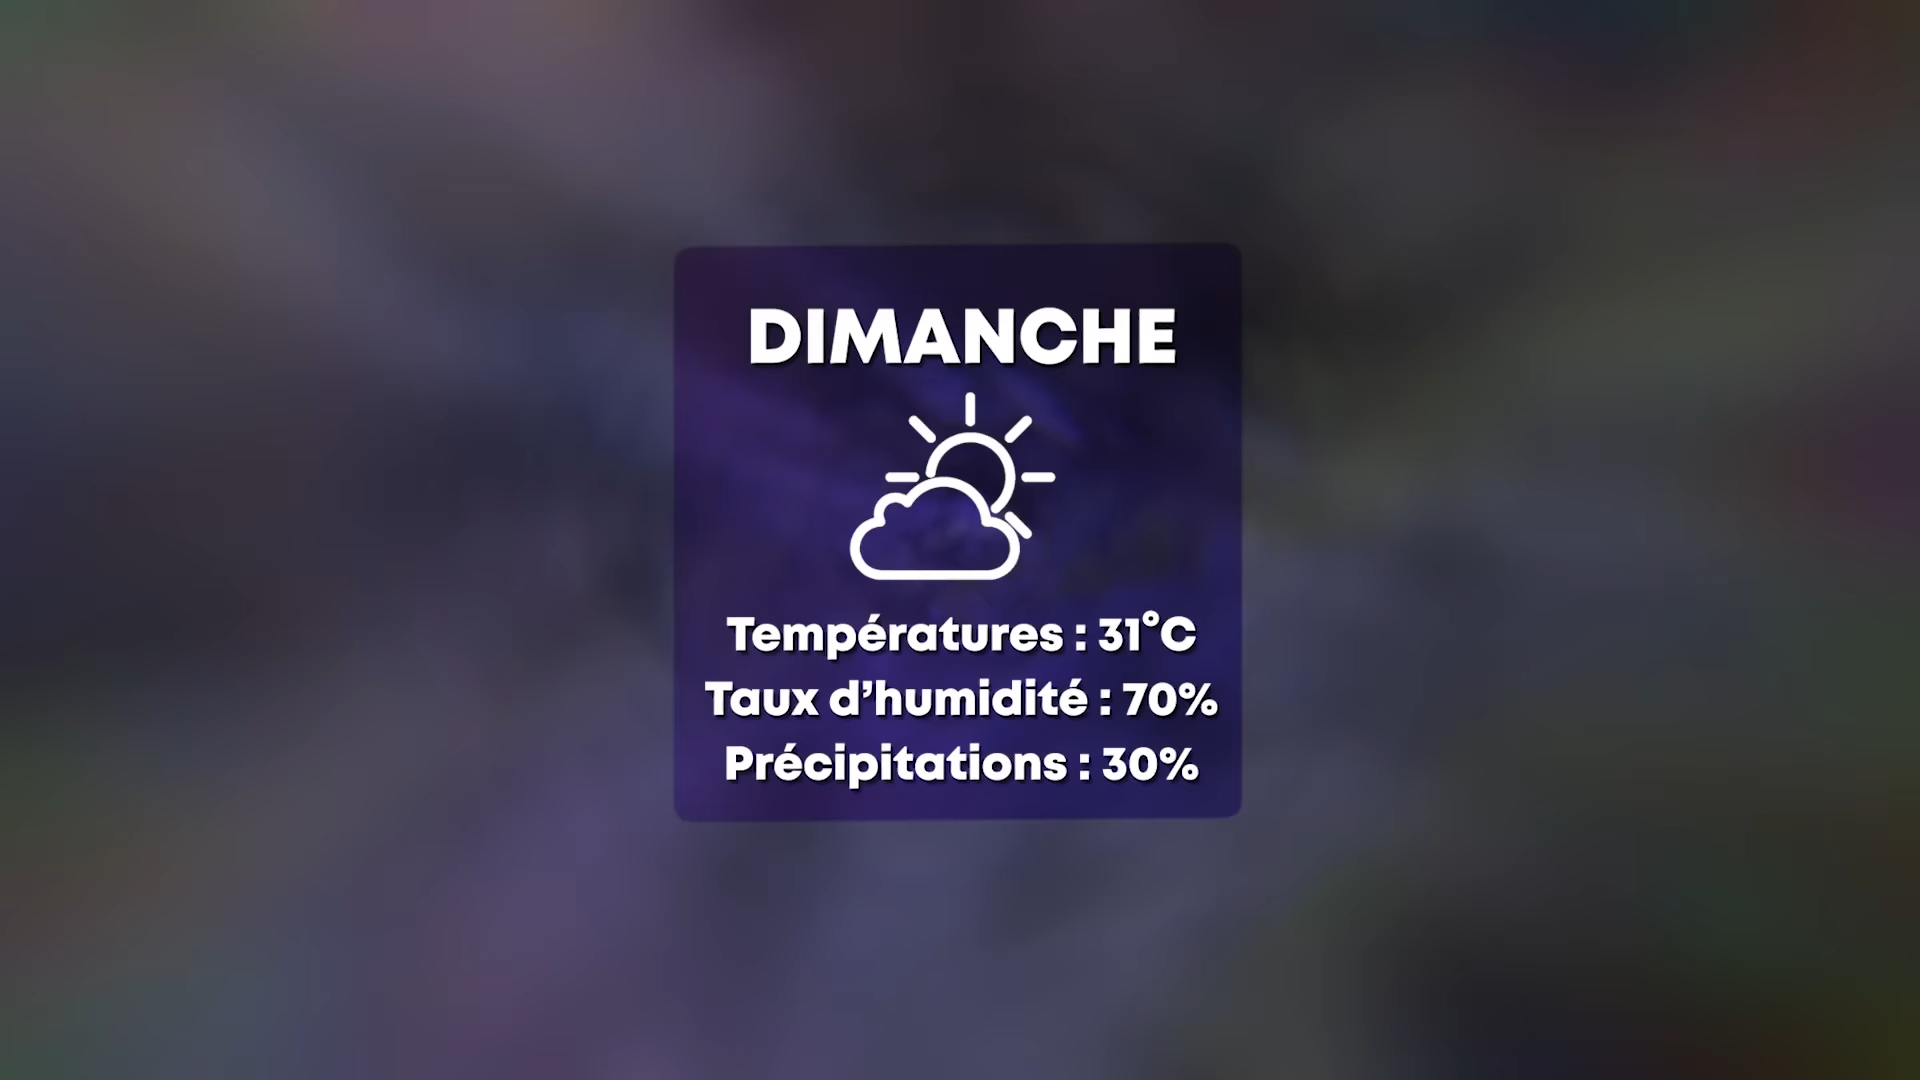 DIMANCHE
Températures : 31°C
Taux d’humidité : 70%
Précipitations : 30%